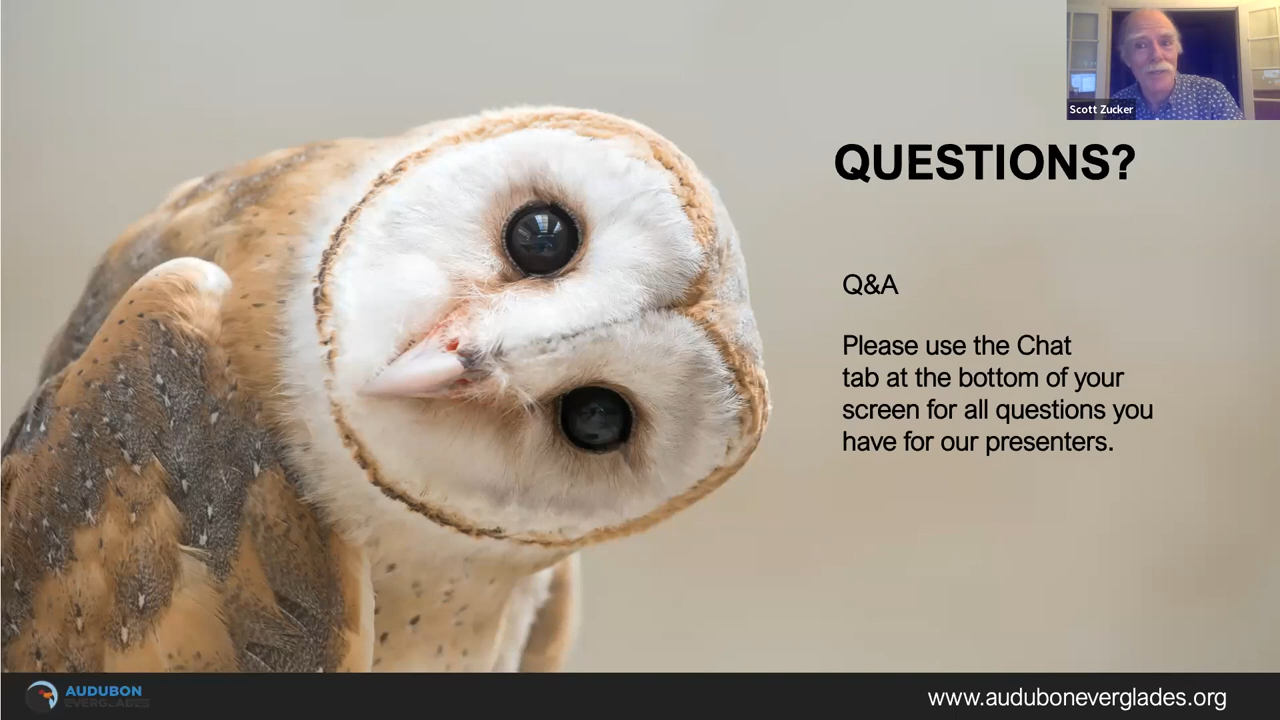 Scott Zucker
QUESTIONS?
Q&A
Please use the Chat
tab at the bottom of your
screen for all questions you
have for our presenters.
AUDUBON
EVERGLADES
www.auduboneverglades.org